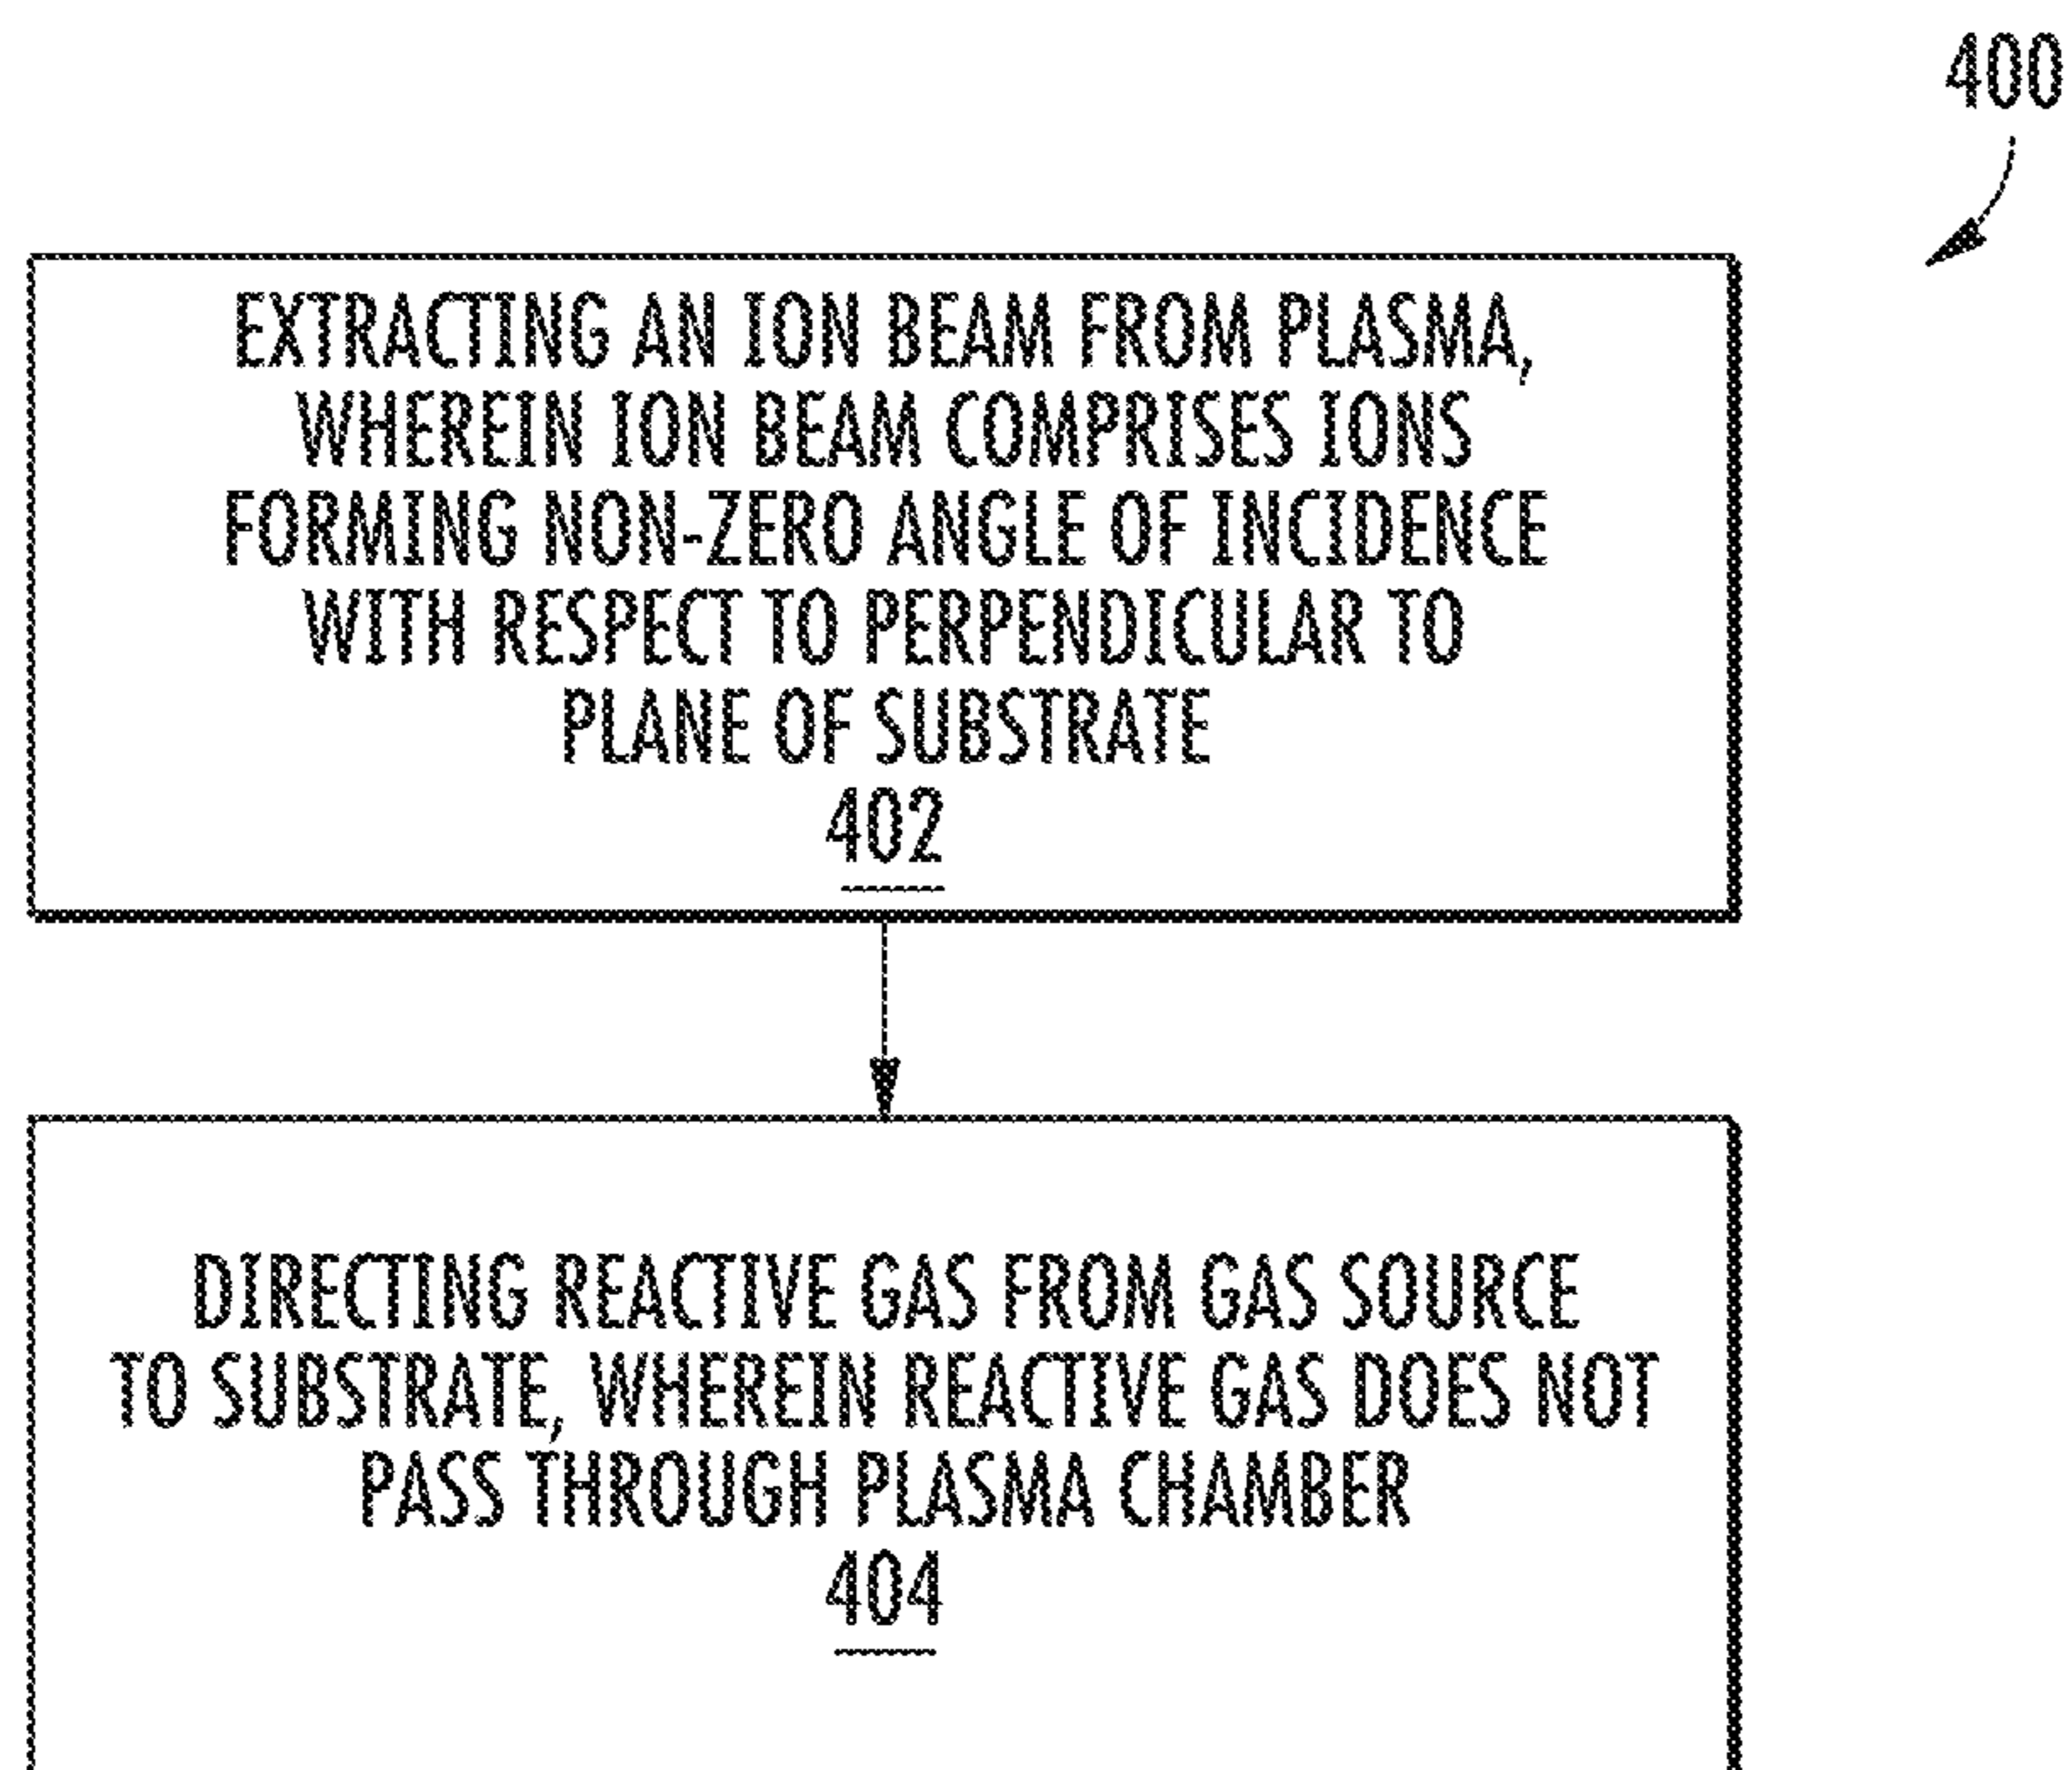 400
EXTRACTING AN ION BEAM FROM PLASMA,
WHEREIN ION BEAM COMPRISES IONS
FORMING NON-ZERO ANGLE OF INCIDENCE
WITH RESPECT TO PERPENDICULAR TO
PLANE OF SUBSTRATE
402
DIRECTING REACTIVE GAS FROM GAS SOURCE
TO SUBSTRATE, WHEREIN REACTIVE GAS DOES NOT
PASS THROUGH PLASMA CHAMBER
404